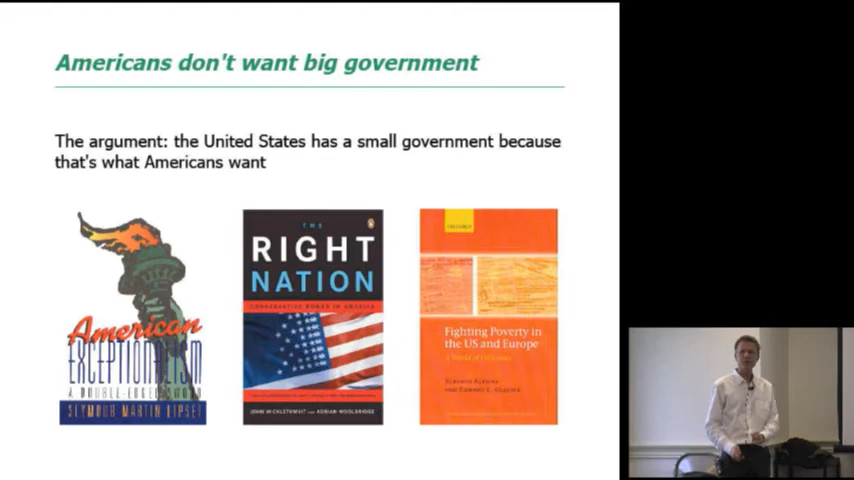 Americans don't want big government
The argument: the United States has a small government because
that's what Americans want
American
EXCEPTIONALISM
A DOUBLE-EDGED SWORD
SEYMOUR MARTIN LIPSET
THE
RIGHT
NATION
CONSERVATIVE POWER IN AMERICA
JOHN MICKLETHWAIT AND ADRIAN WOOLDRIDGE
OXFORD
Fighting Poverty in
the US and Europe
A World of Difference
ALBERTO ALESINA
AND EDWARD L. GLAESER